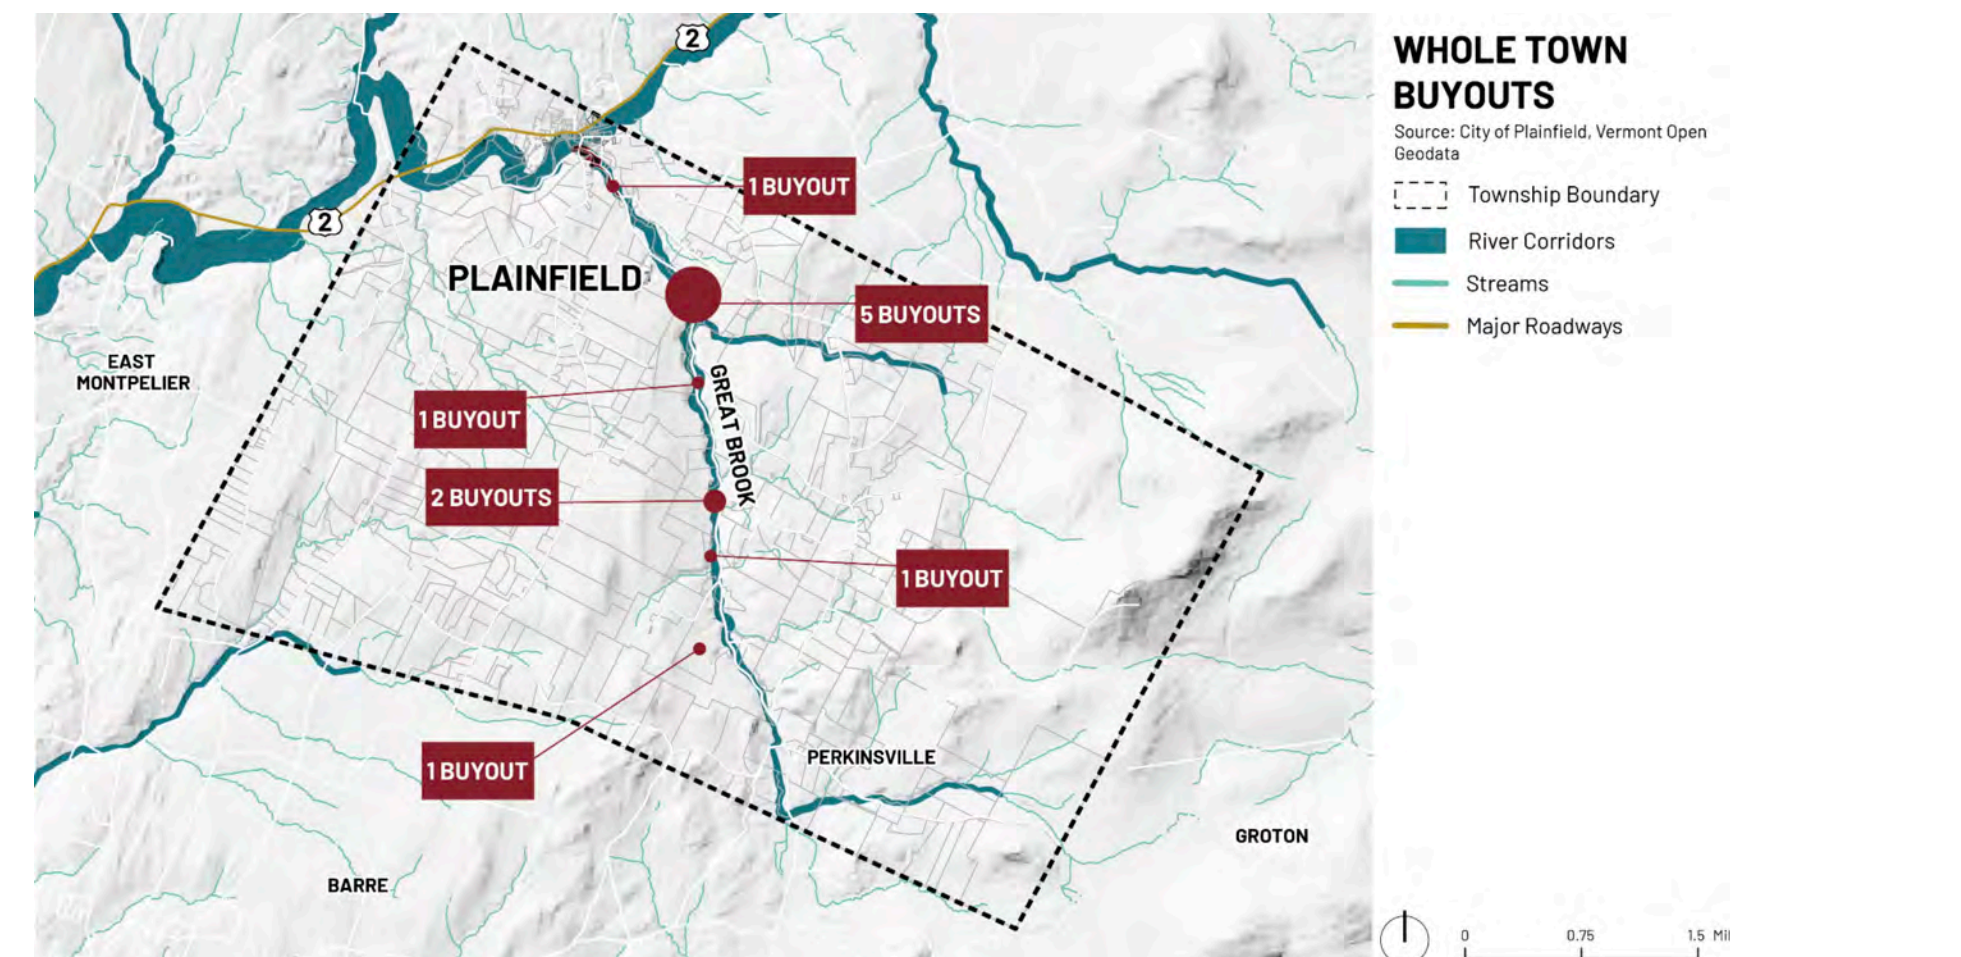 WHOLE TOWN
BUYOUTS
Source: City of Plainfield, Vermont Open
Geodata
Township Boundary
River Corridors
Streams
Major Roadways
2
1 BUYOUT
2
PLAINFIELD
5 BUYOUTS
EAST
MONTPELIER
GREAT BROOK
1 BUYOUT
2 BUYOUTS
1 BUYOUT
1 BUYOUT
PERKINSVILLE
GROTON
BARRE
0 0.75 1.5 Mil